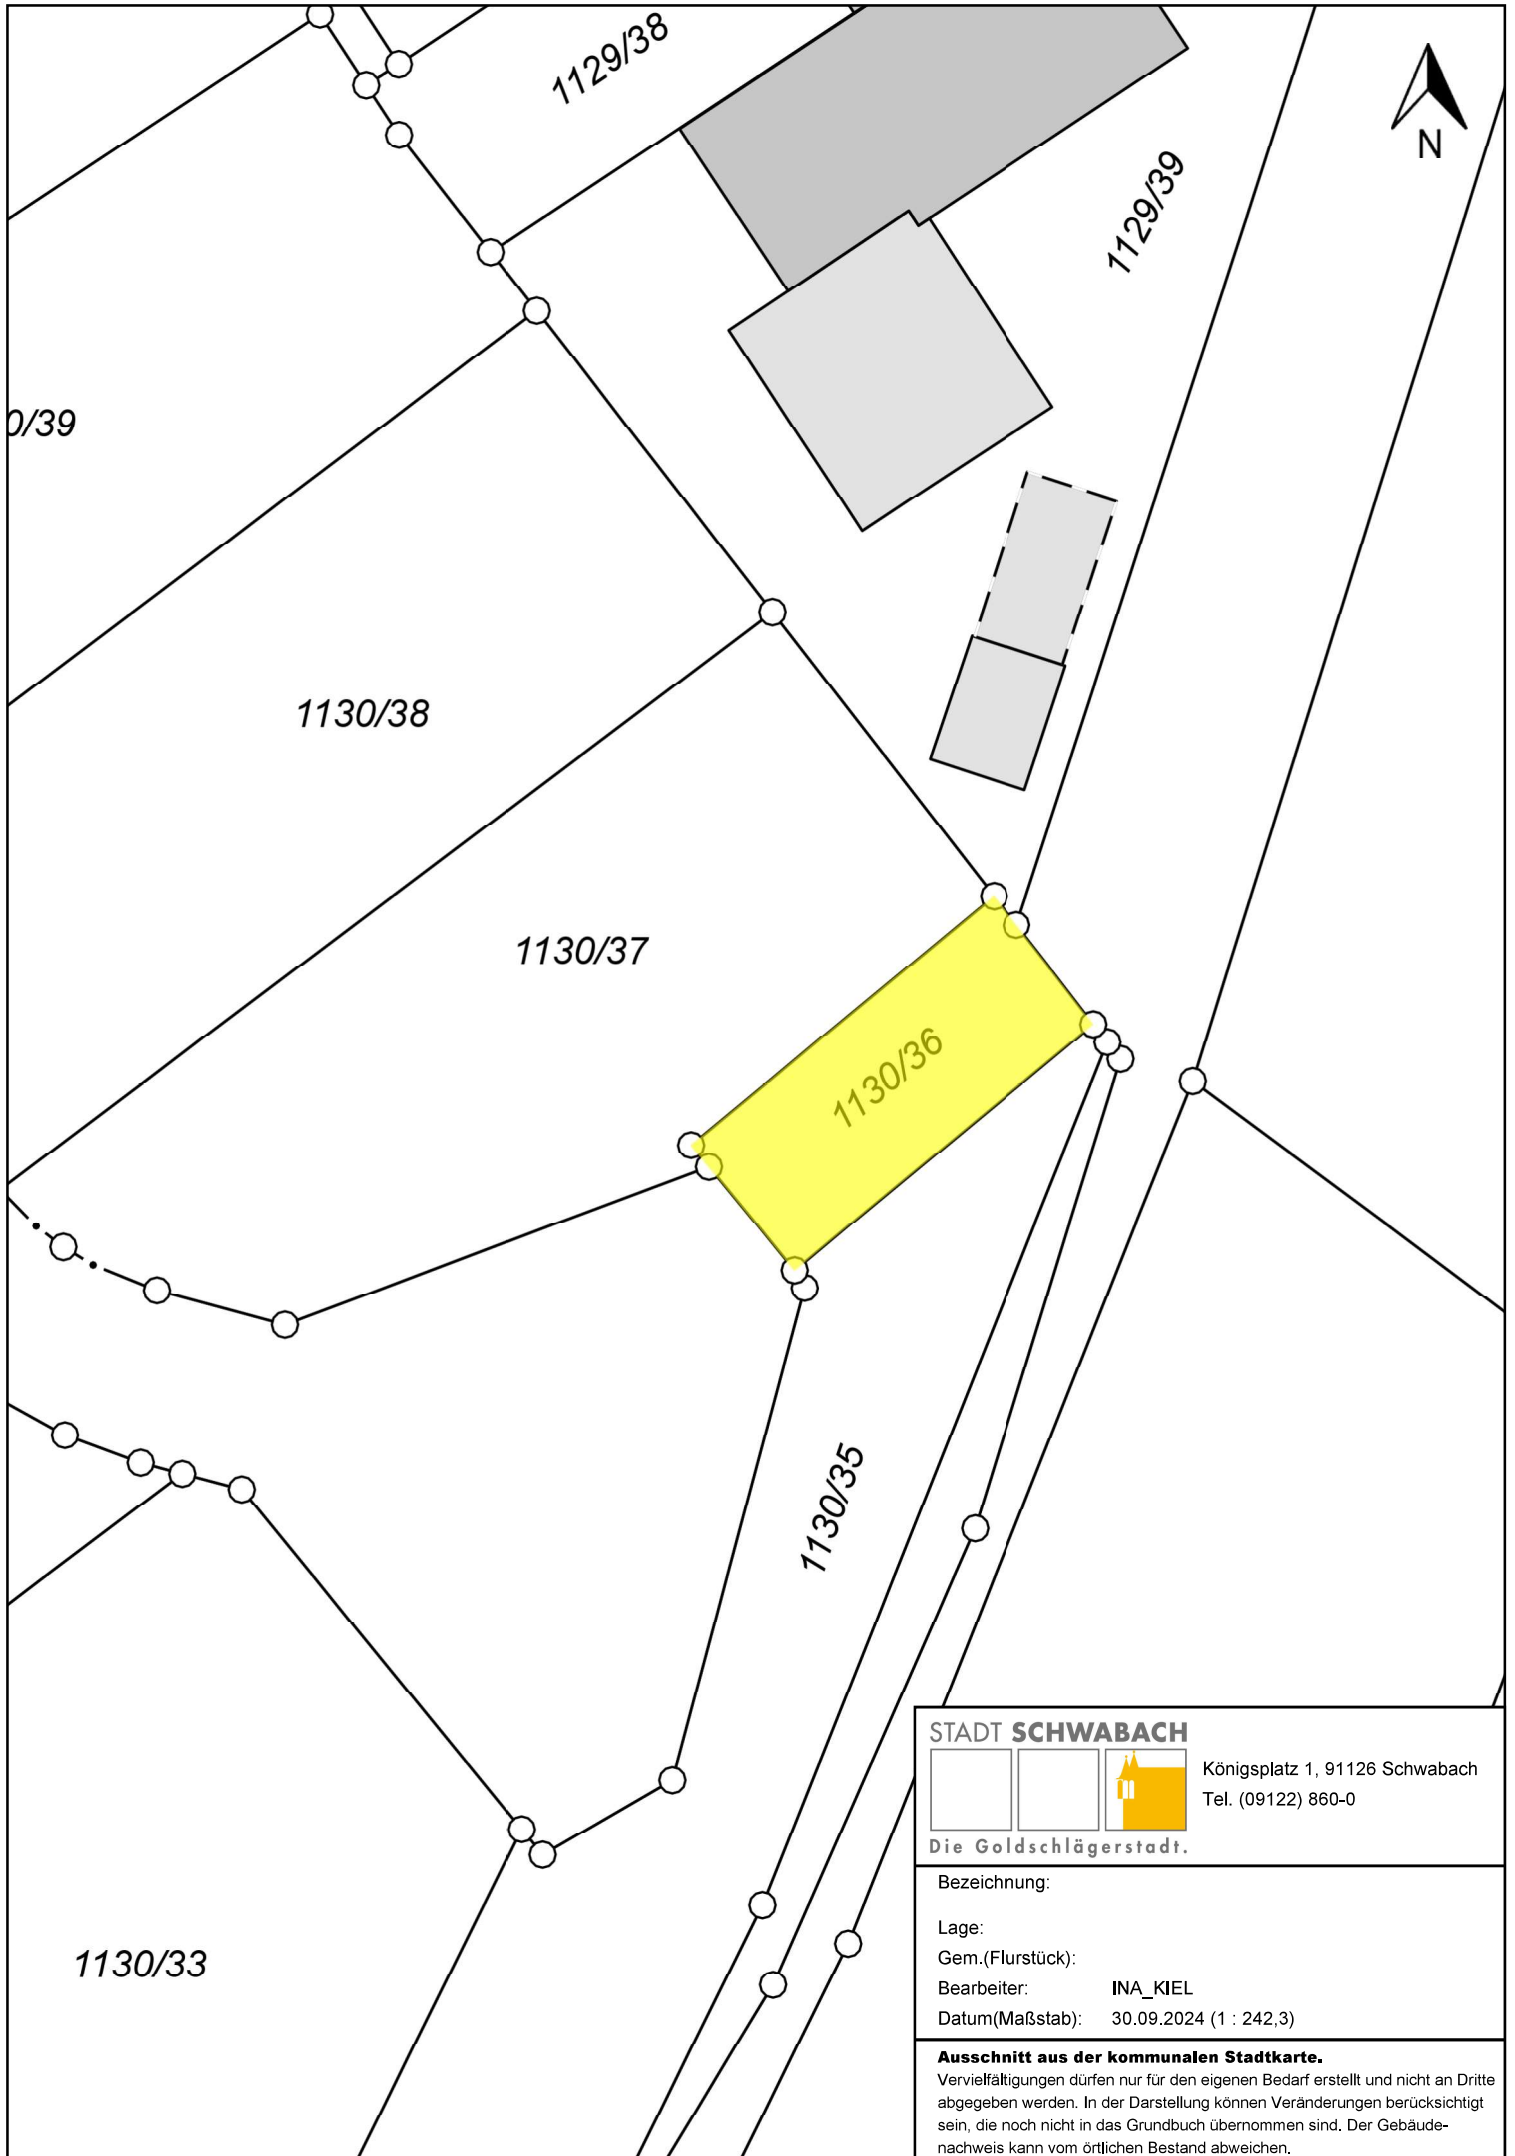 1129/38
N
1129/39
0/39
1130/38
1130/37
1130/36
1130/35
1130/33
STADT SCHWABACH
Die Goldschlägerstadt.
Königsplatz 1, 91126 Schwabach
Tel. (09122) 860-0
Bezeichnung:
Lage:
Gem.(Flurstück):
Bearbeiter: INA_KIEL
Datum(Maßstab): 30.09.2024 (1 : 242,3)
Ausschnitt aus der kommunalen Stadtkarte.
Vervielfältigungen dürfen nur für den eigenen Bedarf erstellt und nicht an Dritte
abgegeben werden. In der Darstellung können Veränderungen berücksichtigt
sein, die noch nicht in das Grundbuch übernommen sind. Der Gebäude-
nachweis kann vom örtlichen Bestand abweichen.